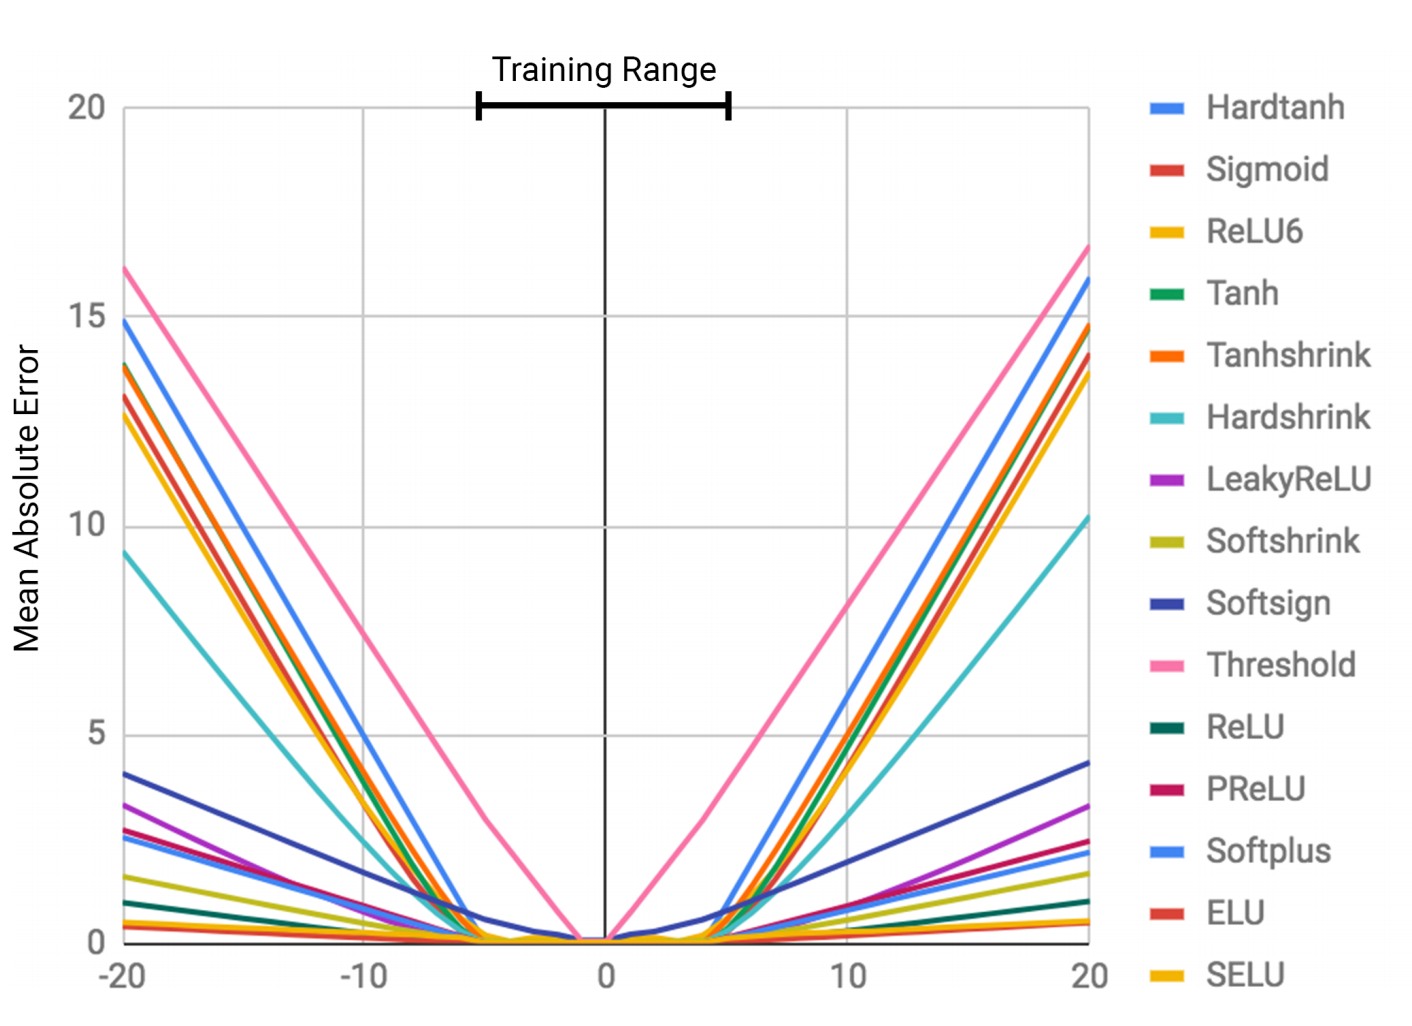 Training Range
20
15
10
5
0
-20
-10
0
10
20
Mean Absolute Error
Hardtanh
Sigmoid
ReLU6
Tanh
Tanhshrink
Hardshrink
LeakyReLU
Softshrink
Softsign
Threshold
ReLU
PReLU
Softplus
ELU
SELU